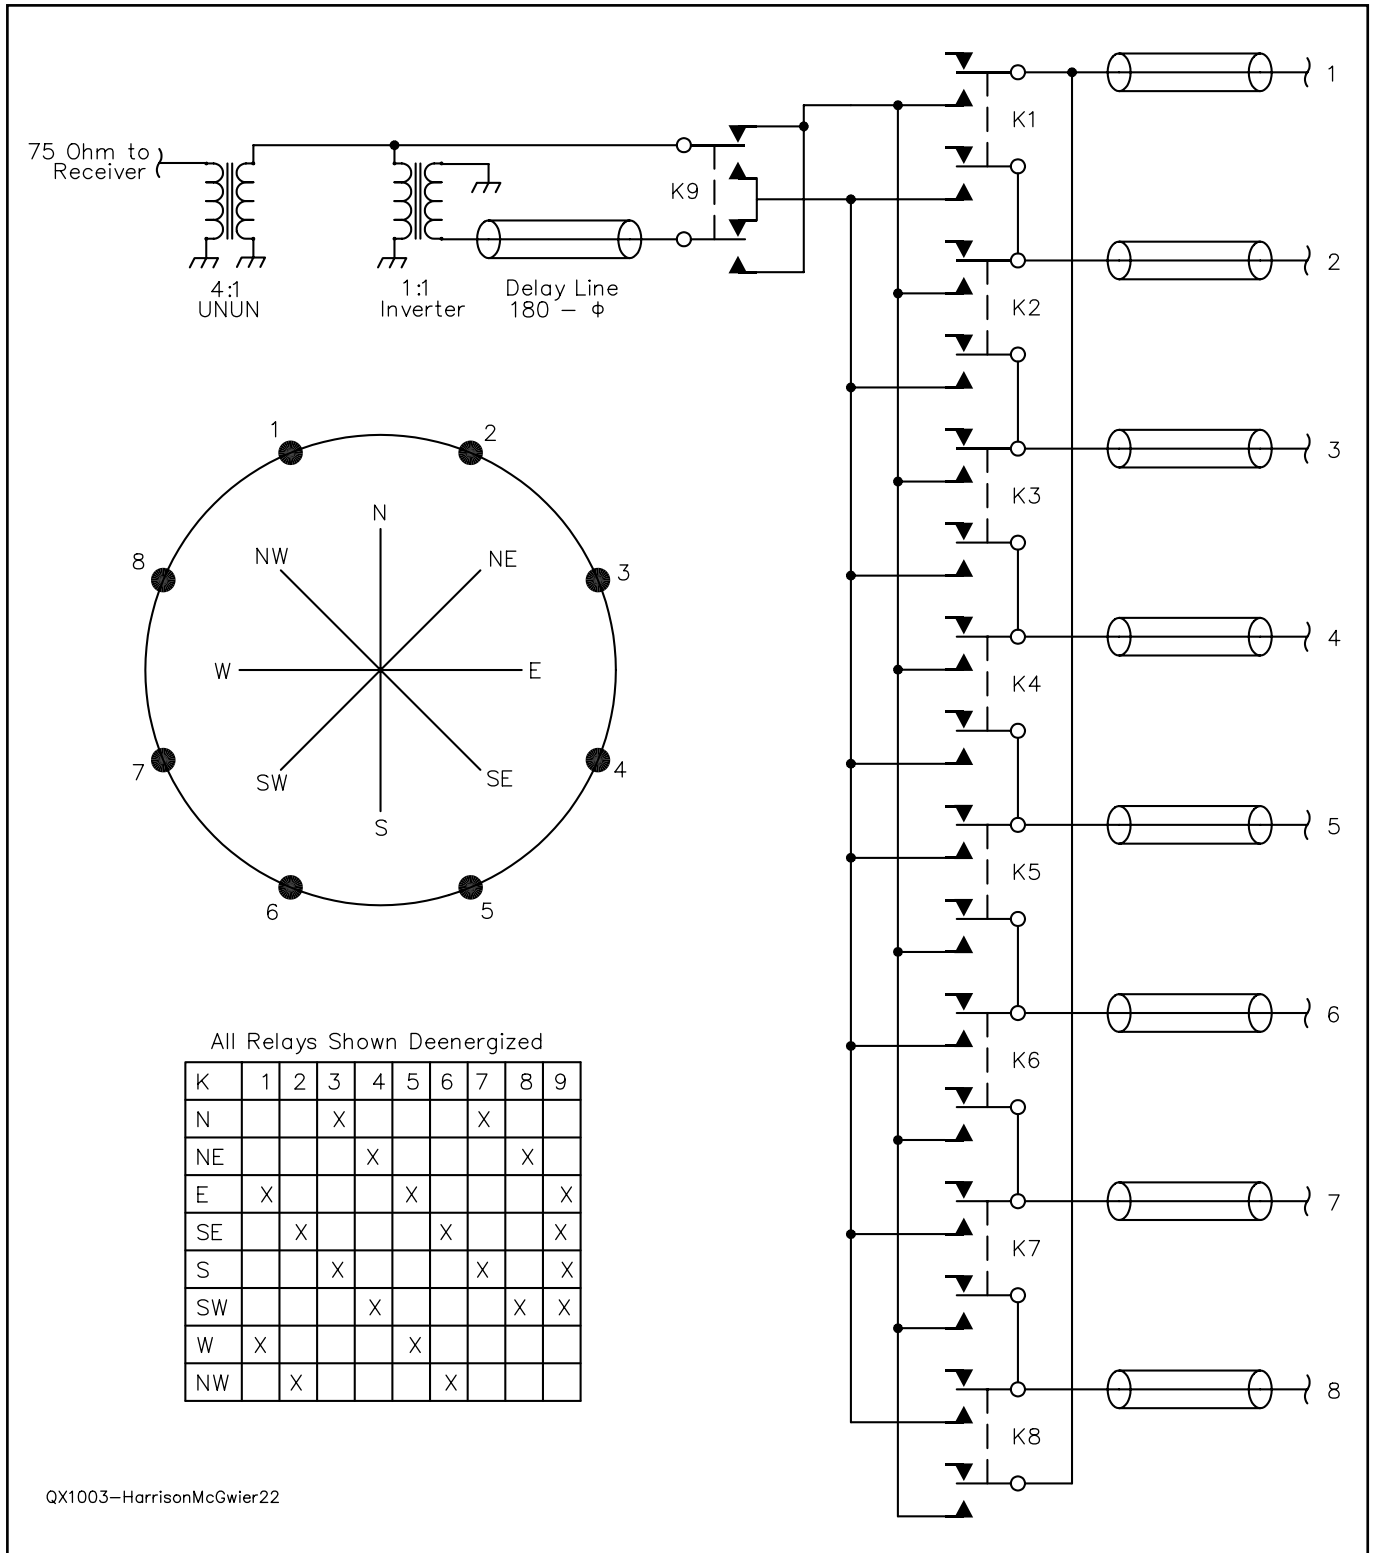 75 Ohm to
Receiver
4:1
UNUN
1:1
Inverter
Delay Line
180 – Φ
K9
K1
1
K2
2
K3
3
K4
4
K5
5
K6
6
K7
7
K8
8
1
2
3
4
5
6
7
8
N
NE
E
SE
S
SW
W
NW
All Relays Shown Deenergized
K 1 2 3 4 5 6 7 8 9
N X X
NE X X
E X X X
SE X X X
S X X X
SW X X X
W X X
NW X X
QX1003–HarrisonMcGwier22